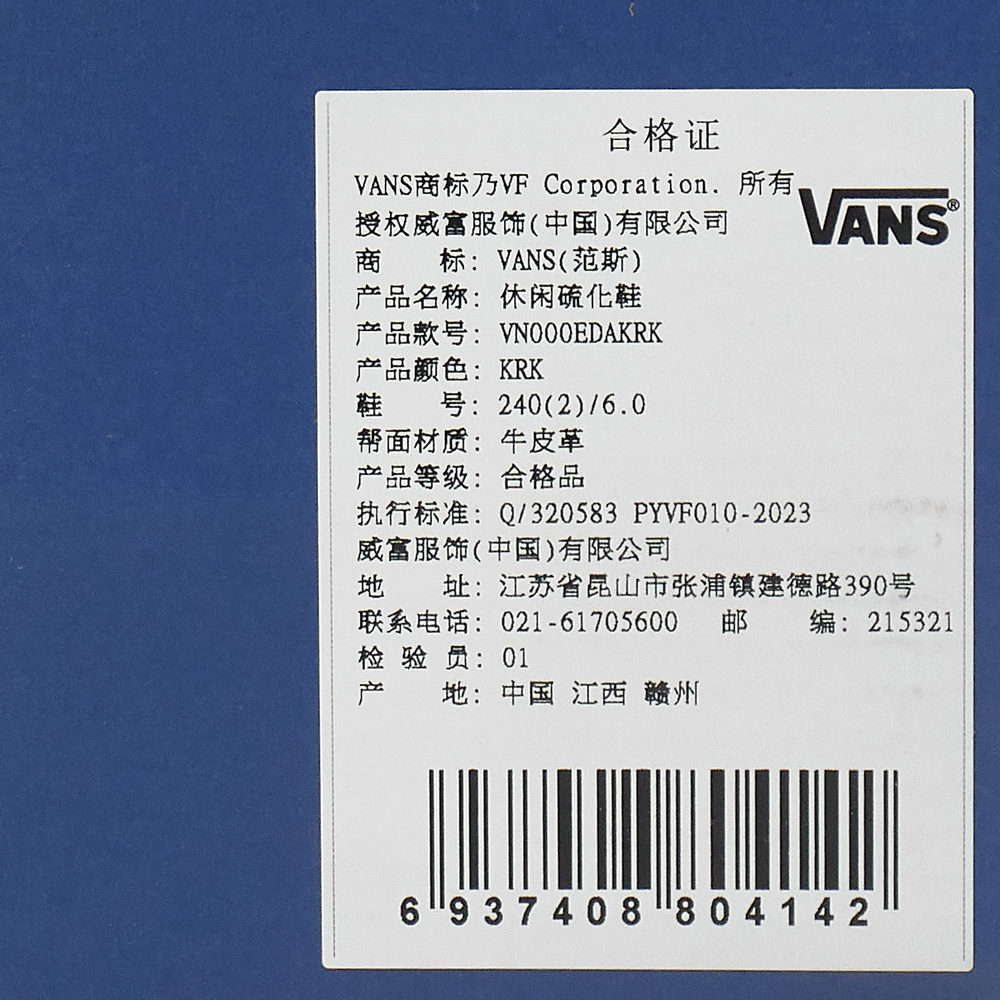 合格证
VANS商标乃VF Corporation. 所有
VANS®
授权威富服饰(中国)有限公司
商 标: VANS(范斯)
产品名称: 休闲硫化鞋
产品款号: VN000EDAKRK
产品颜色: KRK
鞋 号: 240(2)/6.0
帮面材质: 牛皮革
产品等级: 合格品
执行标准: Q/320583 PYVF010-2023
威富服饰(中国)有限公司
地 址: 江苏省昆山市张浦镇建德路390号
联系电话: 021-61705600 邮 编: 215321
检 验 员: 01
产 地: 中国 江西 赣州
6 937408 804142